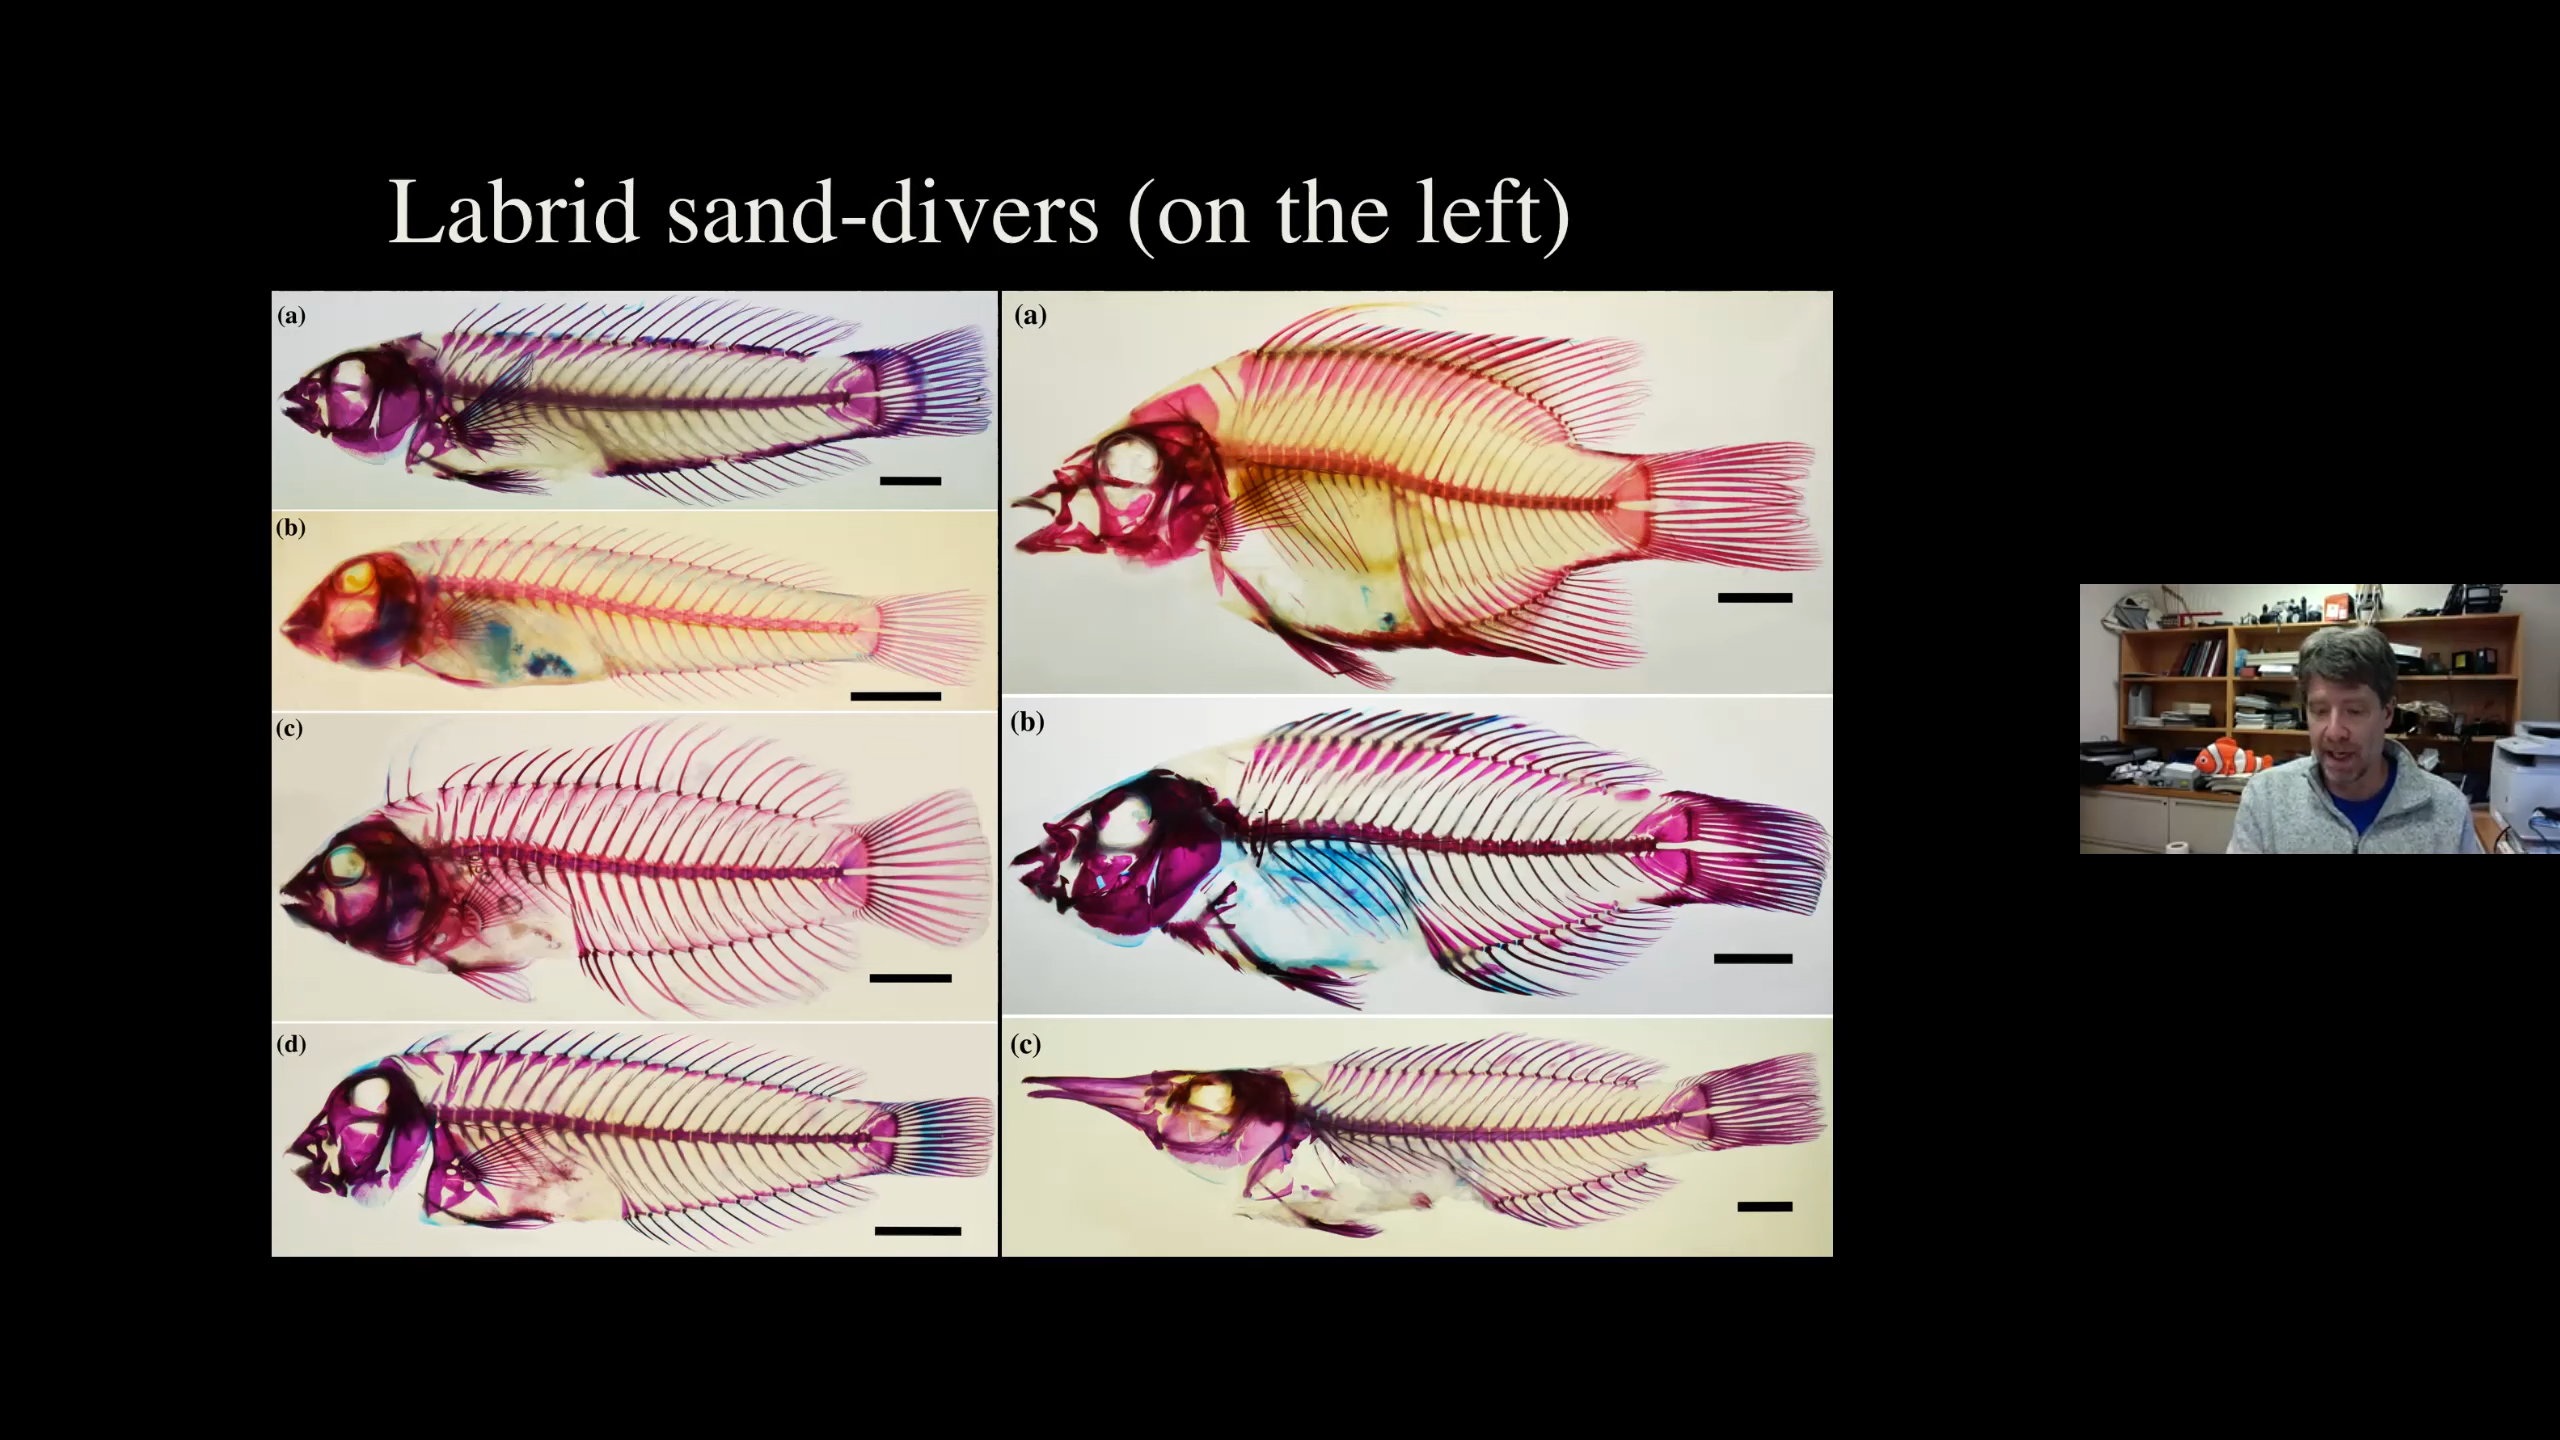 Labrid sand-divers (on the left)
(a)
(b)
(c)
(d)
(a)
(b)
(c)